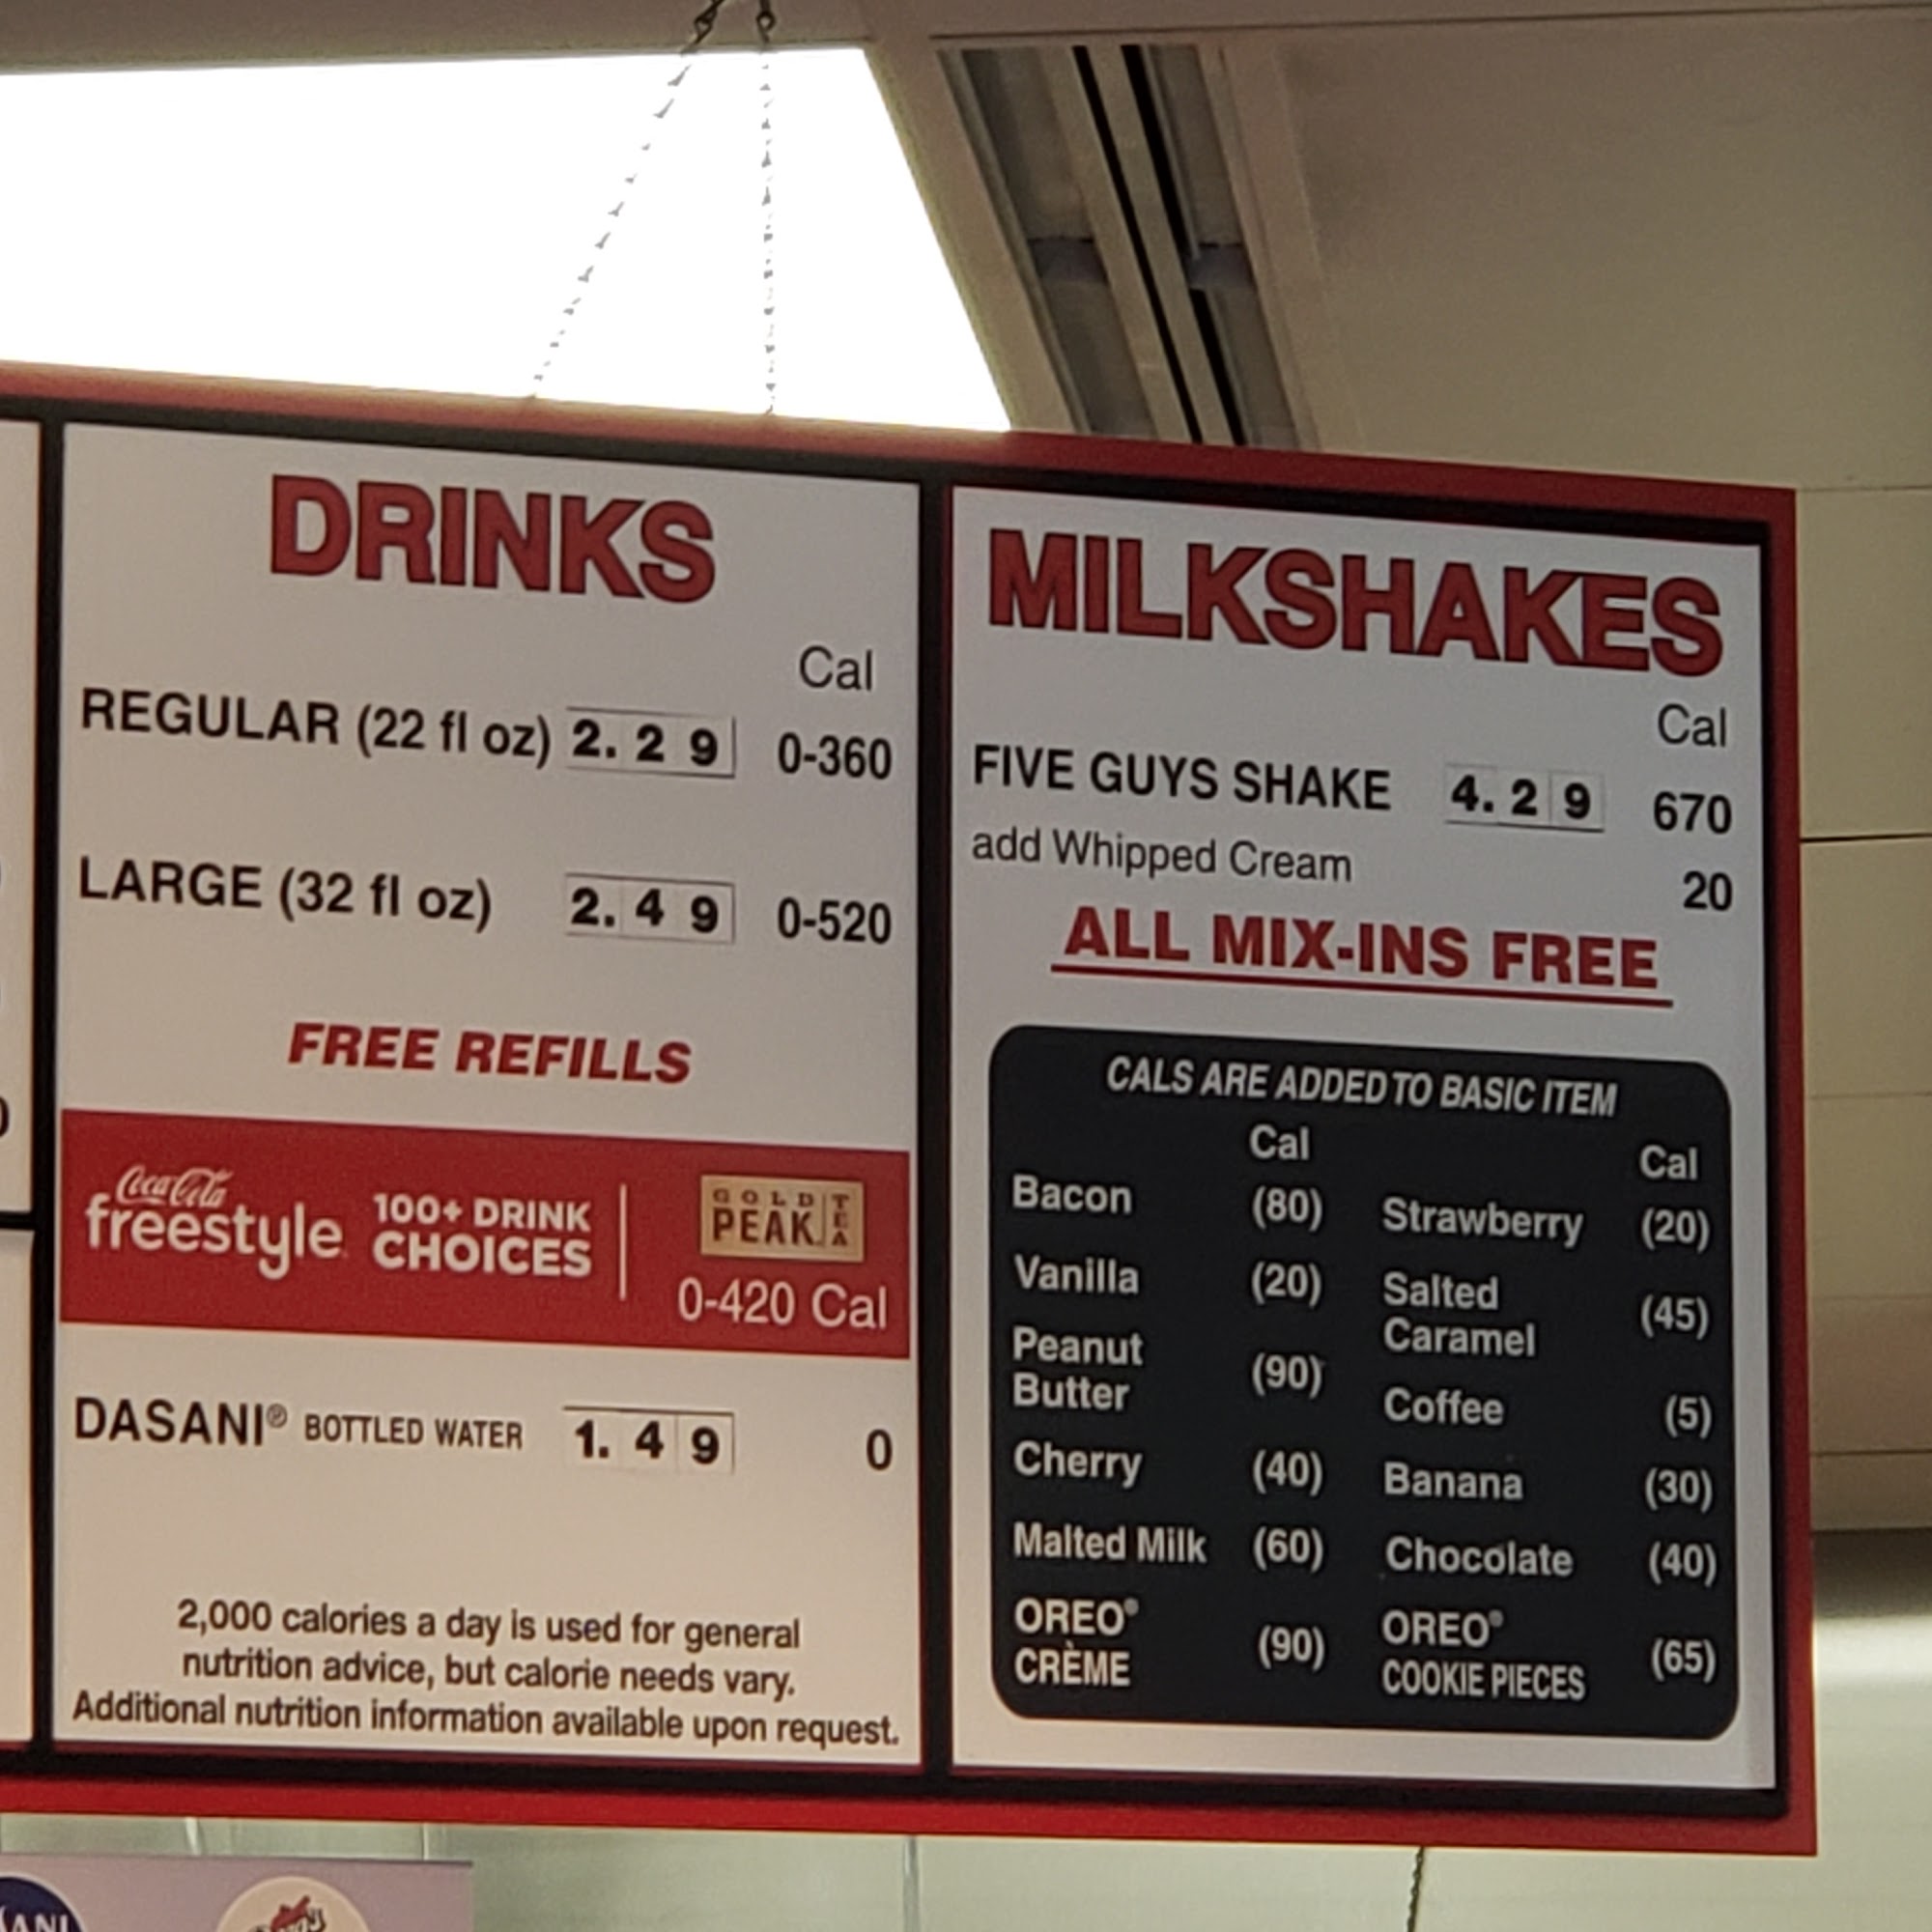 DRINKS
Cal
REGULAR (22 fl oz) 2.29 0-360
LARGE (32 fl oz) 2.49 0-520
FREE REFILLS
Coca-Cola
freestyle
100+ DRINK
CHOICES
GOLD
PEAK
TEA
0-420 Cal
DASANI® BOTTLED WATER 1.49 0
2,000 calories a day is used for general
nutrition advice, but calorie needs vary.
Additional nutrition information available upon request.
MILKSHAKES
Cal
FIVE GUYS SHAKE 4.29 670
add Whipped Cream 20
ALL MIX-INS FREE
CALS ARE ADDED TO BASIC ITEM
Cal
Bacon (80)
Vanilla (20)
Peanut
Butter (90)
Cherry (40)
Malted Milk (60)
OREO®
CRÈME (90)
Cal
Strawberry (20)
Salted
Caramel (45)
Coffee (5)
Banana (30)
Chocolate (40)
OREO®
COOKIE PIECES (65)